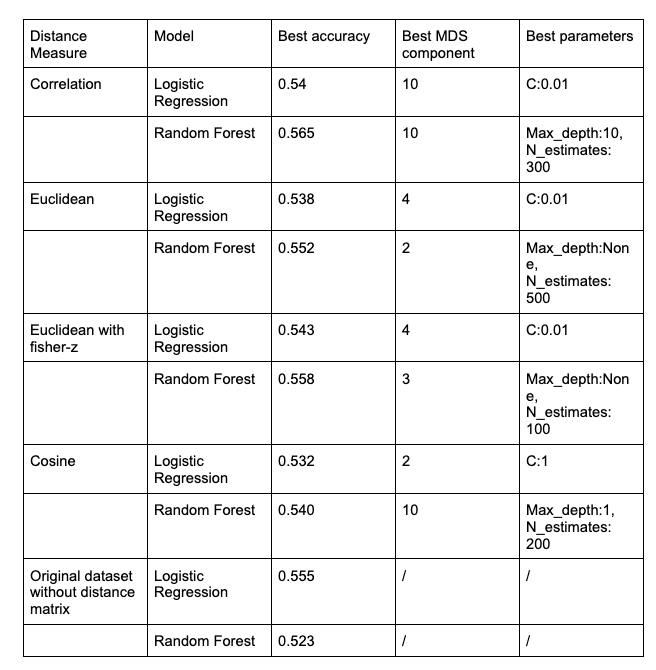 Distance Measure | Model | Best accuracy | Best MDS component | Best parameters
Correlation | Logistic Regression | 0.54 | 10 | C:0.01
Random Forest | 0.565 | 10 | Max_depth:10, N_estimates: 300
Euclidean | Logistic Regression | 0.538 | 4 | C:0.01
Random Forest | 0.552 | 2 | Max_depth:None, N_estimates: 500
Euclidean with fisher-z | Logistic Regression | 0.543 | 4 | C:0.01
Random Forest | 0.558 | 3 | Max_depth:None, N_estimates: 100
Cosine | Logistic Regression | 0.532 | 2 | C:1
Random Forest | 0.540 | 10 | Max_depth:1, N_estimates: 200
Original dataset without distance matrix | Logistic Regression | 0.555 | / | /
Random Forest | 0.523 | / | /